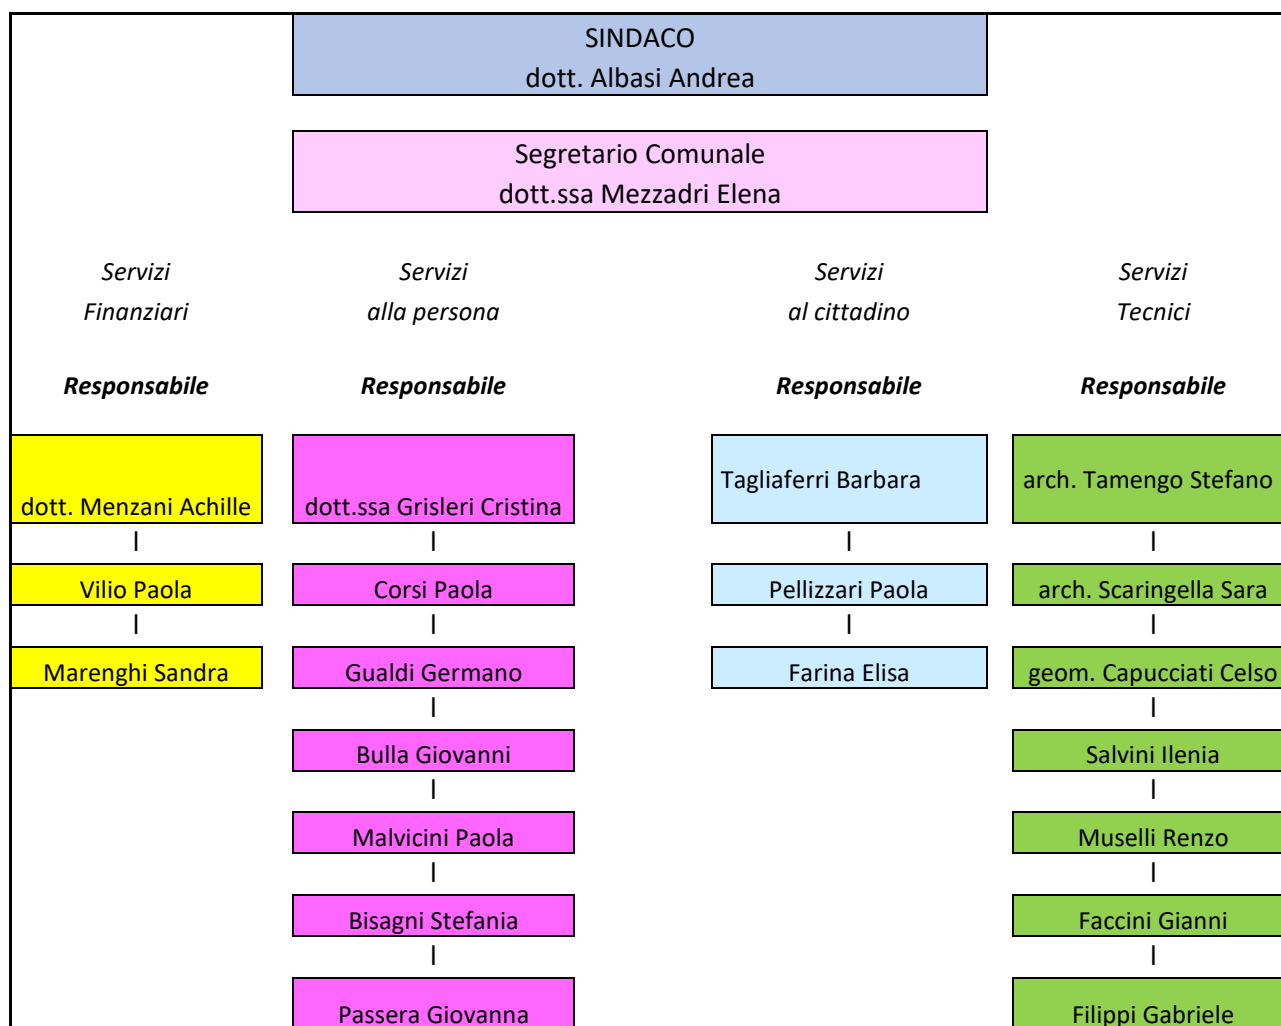 SINDACO
dott. Albasi Andrea
Segretario Comunale
dott.ssa Mezzadri Elena
Servizi
Finanziari
Responsabile
dott. Menzani Achille
Vilio Paola
Marenghi Sandra
Servizi
alla persona
Responsabile
dott.ssa Grisleri Cristina
Corsi Paola
Gualdi Germano
Bulla Giovanni
Malvicini Paola
Bisagni Stefania
Passera Giovanna
Servizi
al cittadino
Responsabile
Tagliaferri Barbara
Pellizzari Paola
Farina Elisa
Servizi
Tecnici
Responsabile
arch. Tamengo Stefano
arch. Scaringella Sara
geom. Capucciati Celso
Salvini Ilenia
Muselli Renzo
Faccini Gianni
Filippi Gabriele